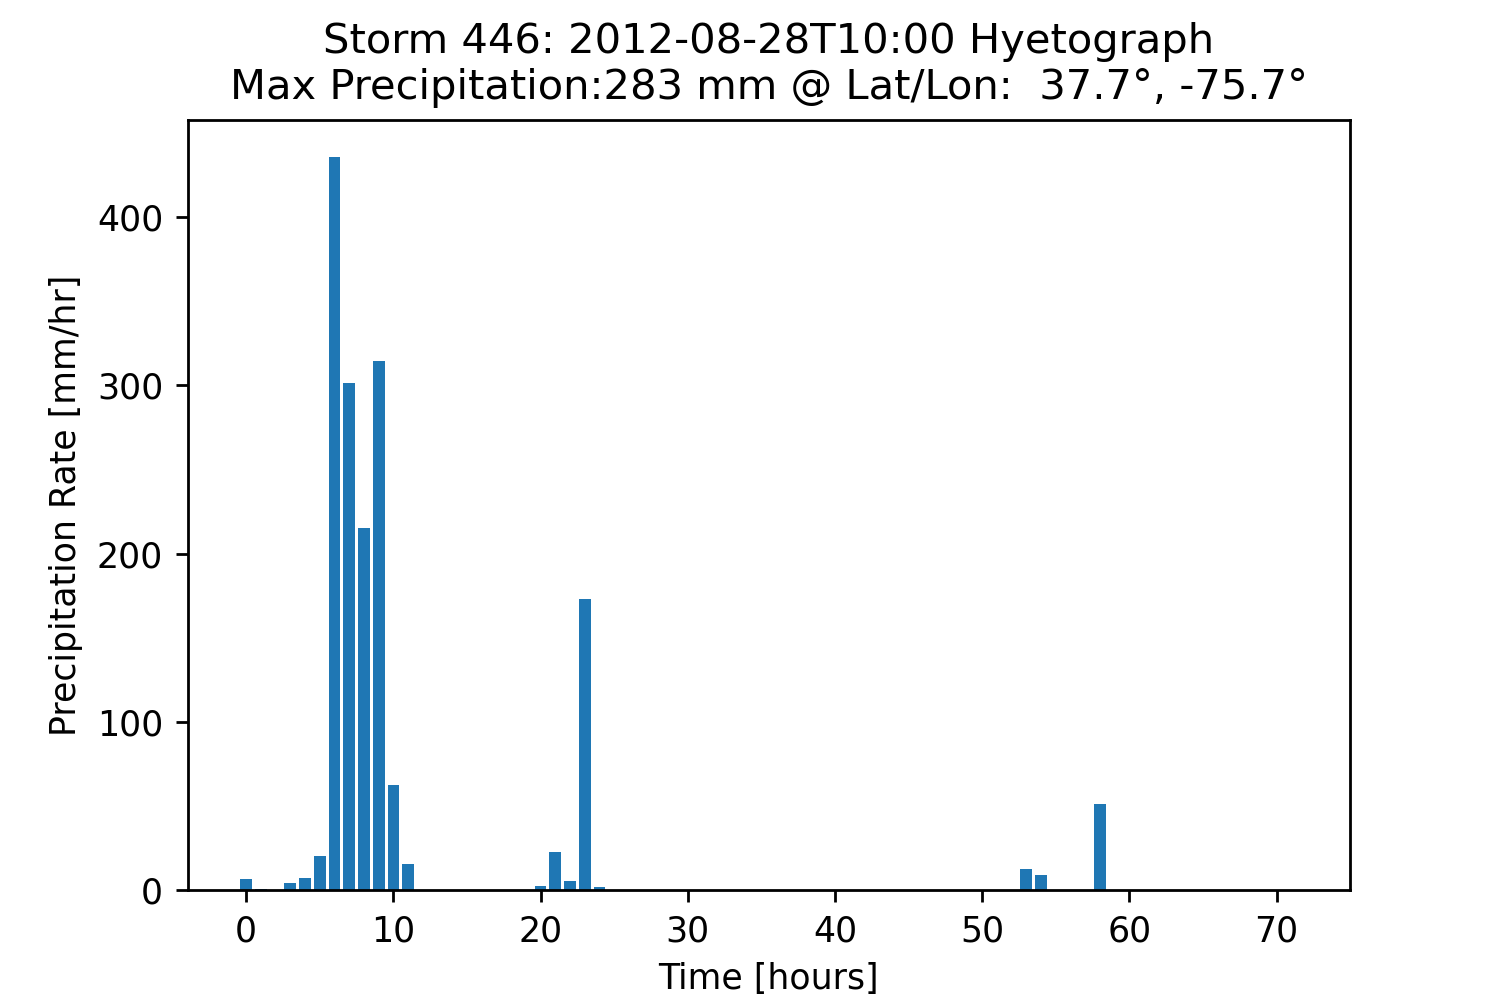 Storm 446: 2012-08-28T10:00 Hyetograph
Max Precipitation:283 mm @ Lat/Lon:  37.7°, -75.7°
Precipitation Rate [mm/hr]
400
300
200
100
0
0 10 20 30 40 50 60 70
Time [hours]